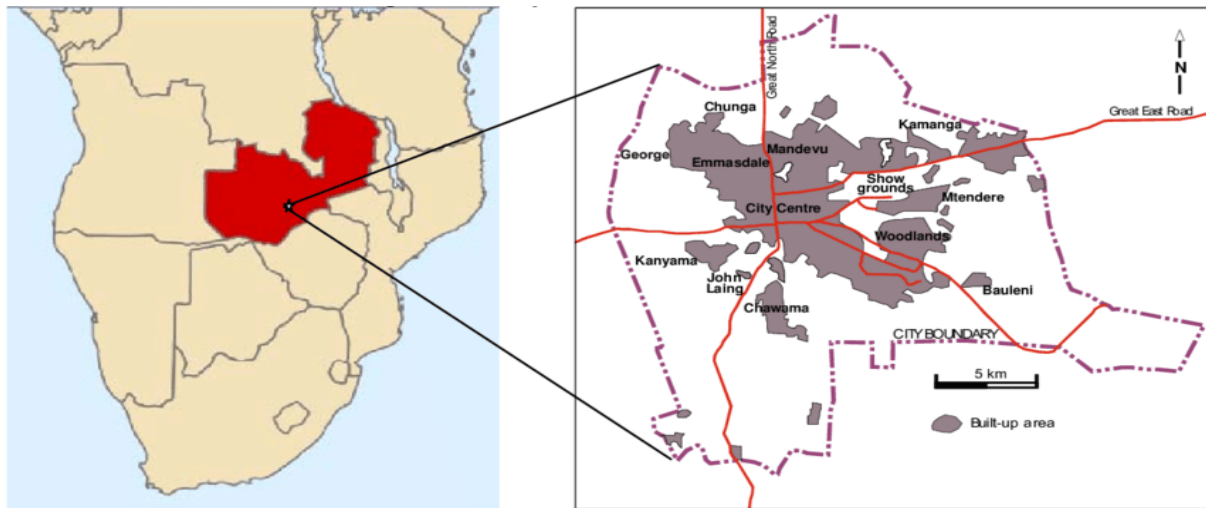 Great North Road
N
Great East Road
Chunga
Kamanga
Mandevu
George
Emmasdale
Show
grounds
Mtendere
City Centre
Woodlands
Kanyama
John
Laing
Bauleni
Chawama
CITY BOUNDARY
5 km
Built-up area